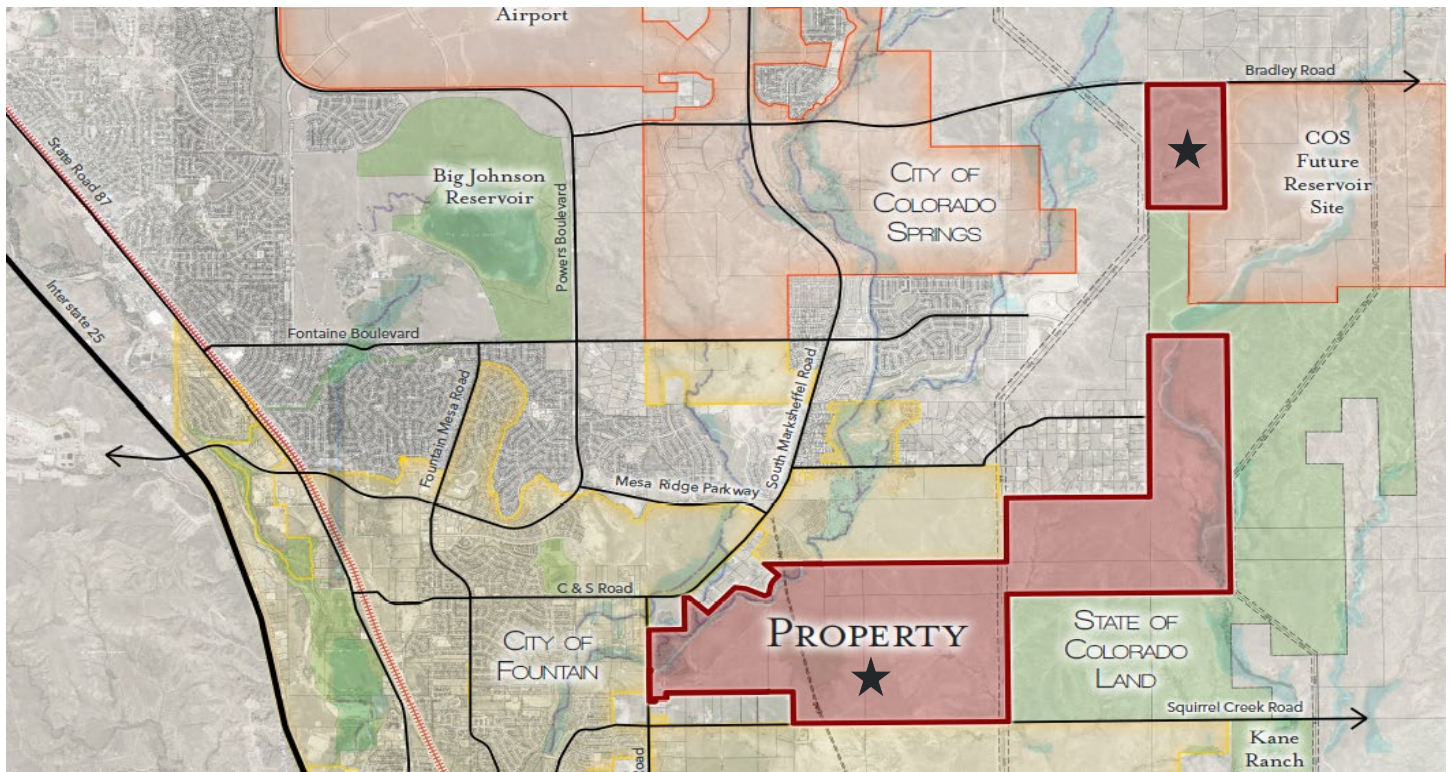 Airport
Bradley Road
State Road 87
Big Johnson
Reservoir
Powers Boulevard
CITY OF
COLORADO
SPRINGS
COS
Future
Reservoir
Site
Interstate 25
Fontaine Boulevard
Fountain Mesa Road
South Marksheffel Road
Mesa Ridge Parkway
C & S Road
CITY OF
FOUNTAIN
PROPERTY
STATE OF
COLORADO
LAND
Squirrel Creek Road
Kane
Ranch
Road